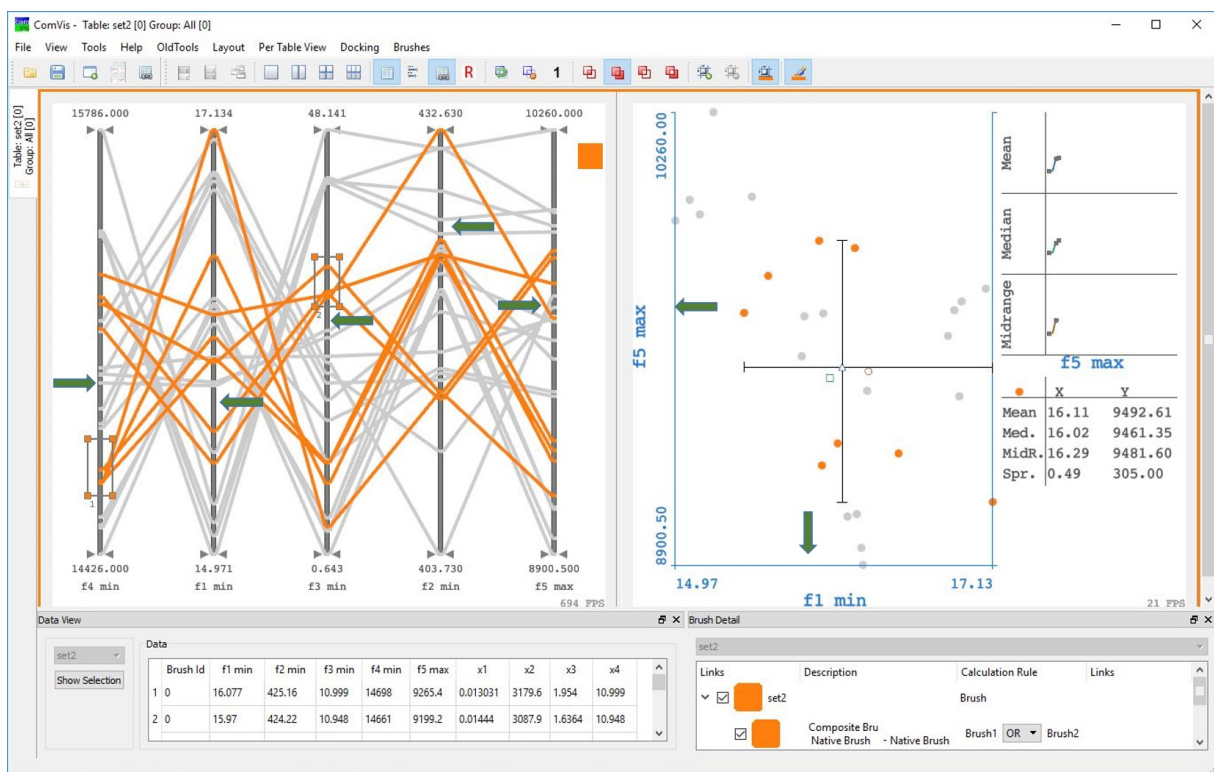 ComVis - Table: set2 [0] Group: All [0]
File View Tools Help OldTools Layout Per Table View Docking Brushes
R 1
Table: set2 [0]
Group: All [0]
15786.000 17.134 48.141 432.630 10260.000
1
2
14426.000 14.971 0.643 403.730 8900.500
f4 min f1 min f3 min f2 min f5 max
694 FPS
10260.00
f5 max
8900.50
14.97 17.13
f1 min
Mean
Median
Midrange
f5 max
X Y
Mean 16.11 9492.61
Med. 16.02 9461.35
MidR. 16.29 9481.60
Spr. 0.49 305.00
21 FPS
Data View
set2
Show Selection
Data
Brush Id f1 min f2 min f3 min f4 min f5 max x1 x2 x3 x4
1 0 16.077 425.16 10.999 14698 9265.4 0.013031 3179.6 1.954 10.999
2 0 15.97 424.22 10.948 14661 9199.2 0.01444 3087.9 1.6364 10.948
Brush Detail
set2
Links Description Calculation Rule Links
set2 Brush
Composite Bru
Native Brush - Native Brush Brush1 OR Brush2